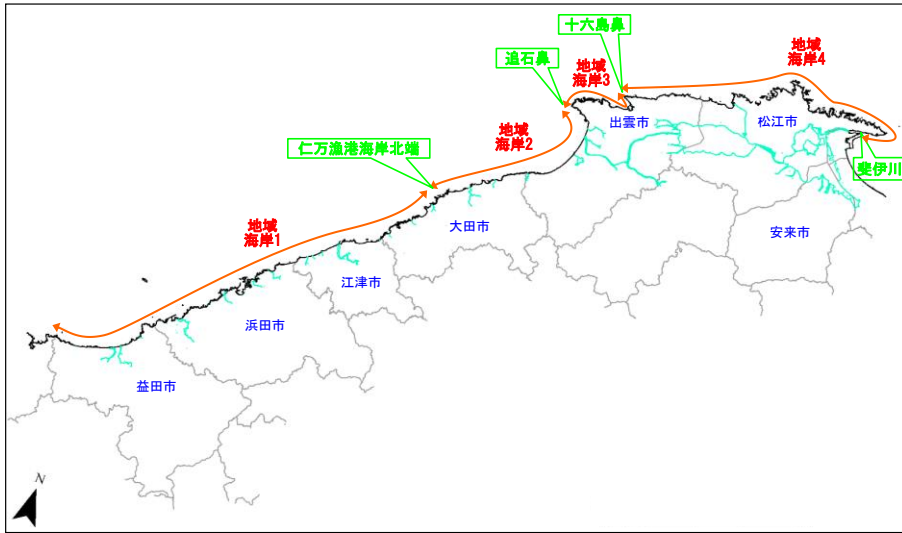 十六島鼻
追石鼻
地域
海岸3
地域
海岸4
出雲市
松江市
斐伊川
地域
海岸2
仁万漁港海岸北端
大田市
安来市
地域
海岸1
江津市
浜田市
益田市
N